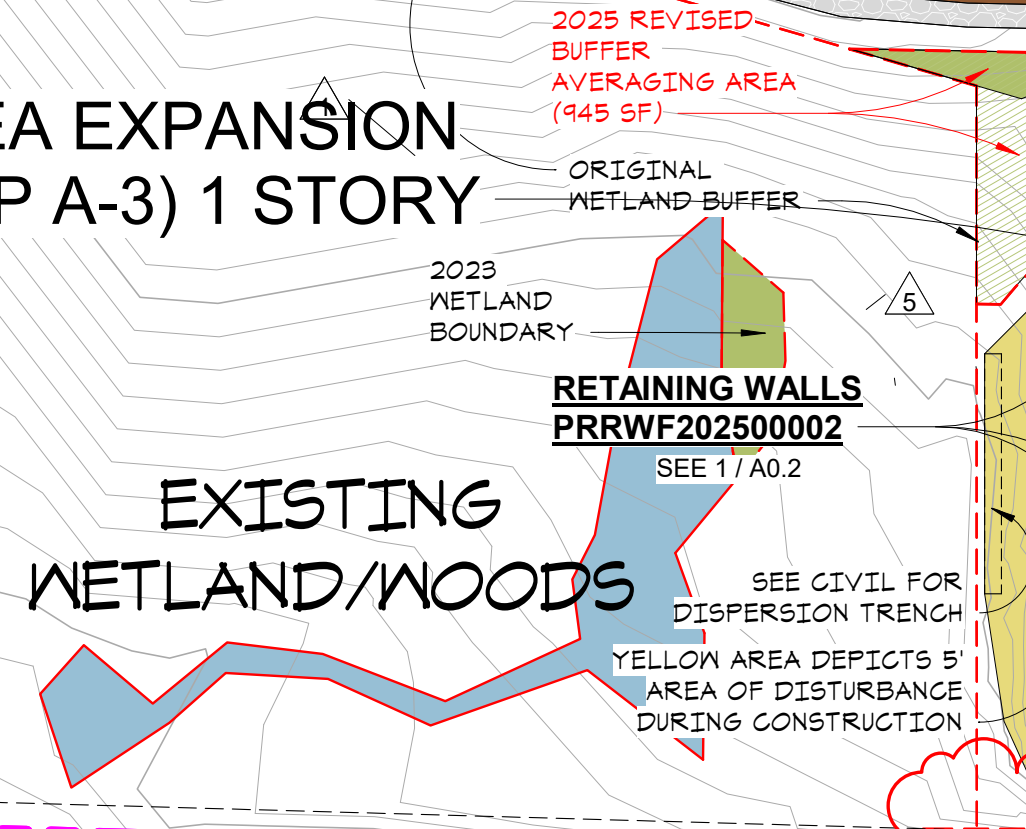 2025 REVISED
BUFFER
AVERAGING AREA
(945 SF)
EA EXPANSION
P A-3) 1 STORY
ORIGINAL
WETLAND BUFFER
2023
WETLAND
BOUNDARY
5
RETAINING WALLS
PRRWF202500002
SEE 1 / A0.2
EXISTING
WETLAND/WOODS
SEE CIVIL FOR
DISPERSION TRENCH
YELLOW AREA DEPICTS 5'
AREA OF DISTURBANCE
DURING CONSTRUCTION